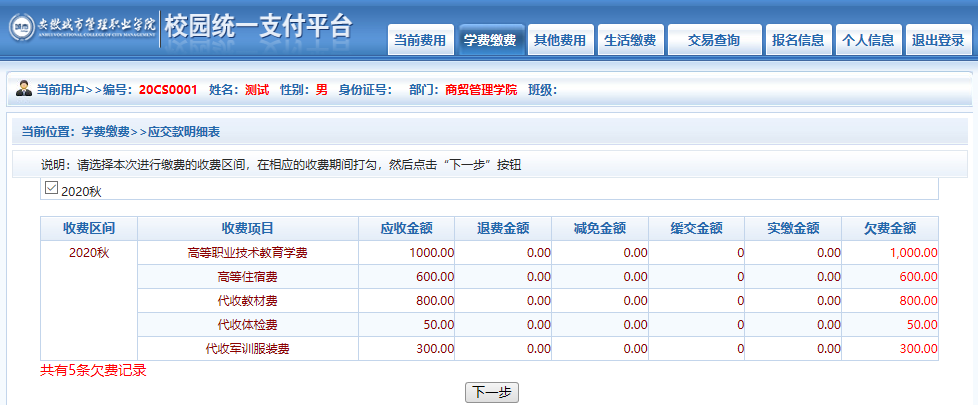 安徽城市管理职业学院
ANHUI VOCATIONAL COLLEGE OF CITY MANAGEMENT
校园统一支付平台
当前费用 学费缴费 其他费用 生活缴费 交易查询 报名信息 个人信息 退出登录
当前用户>>编号：20CS0001 姓名：测试 性别：男 身份证号： 部门：商贸管理学院 班级：
当前位置：学费缴费>>应交款明细表
说明：请选择本次进行缴费的收费区间，在相应的收费期间打勾，然后点击“下一步”按钮
2020秋
收费区间 收费项目 应收金额 退费金额 减免金额 缓交金额 实缴金额 欠费金额
2020秋 高等职业技术教育学费 1000.00 0.00 0.00 0 0.00 1,000.00
高等住宿费 600.00 0.00 0.00 0 0.00 600.00
代收教材费 800.00 0.00 0.00 0 0.00 800.00
代收体检费 50.00 0.00 0.00 0 0.00 50.00
代收军训服装费 300.00 0.00 0.00 0 0.00 300.00
共有5条欠费记录
下一步